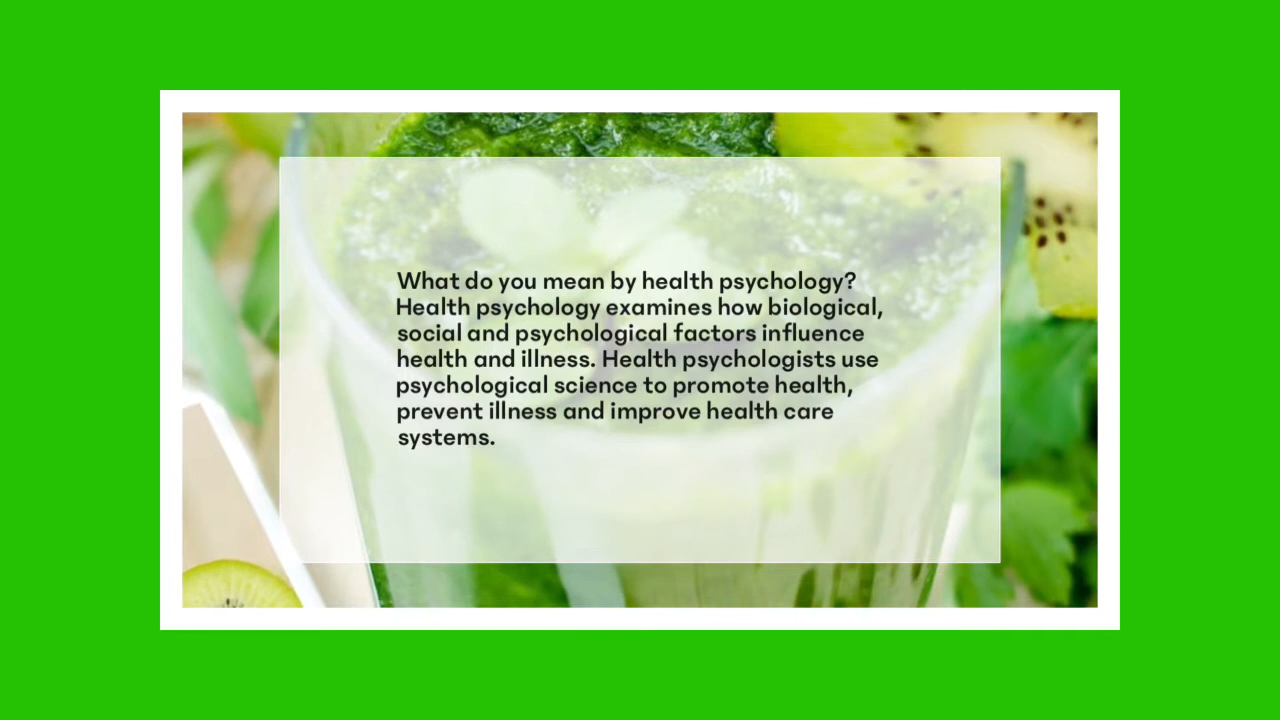 What do you mean by health psychology?
Health psychology examines how biological,
social and psychological factors influence
health and illness. Health psychologists use
psychological science to promote health,
prevent illness and improve health care
systems.